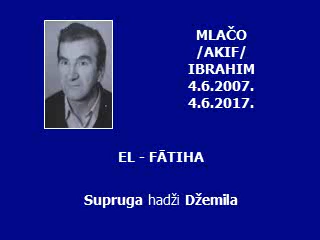 MLAČO
/AKIF/
IBRAHIM
4.6.2007.
4.6.2017.
EL - FĀTIHA
Supruga hadži Džemila